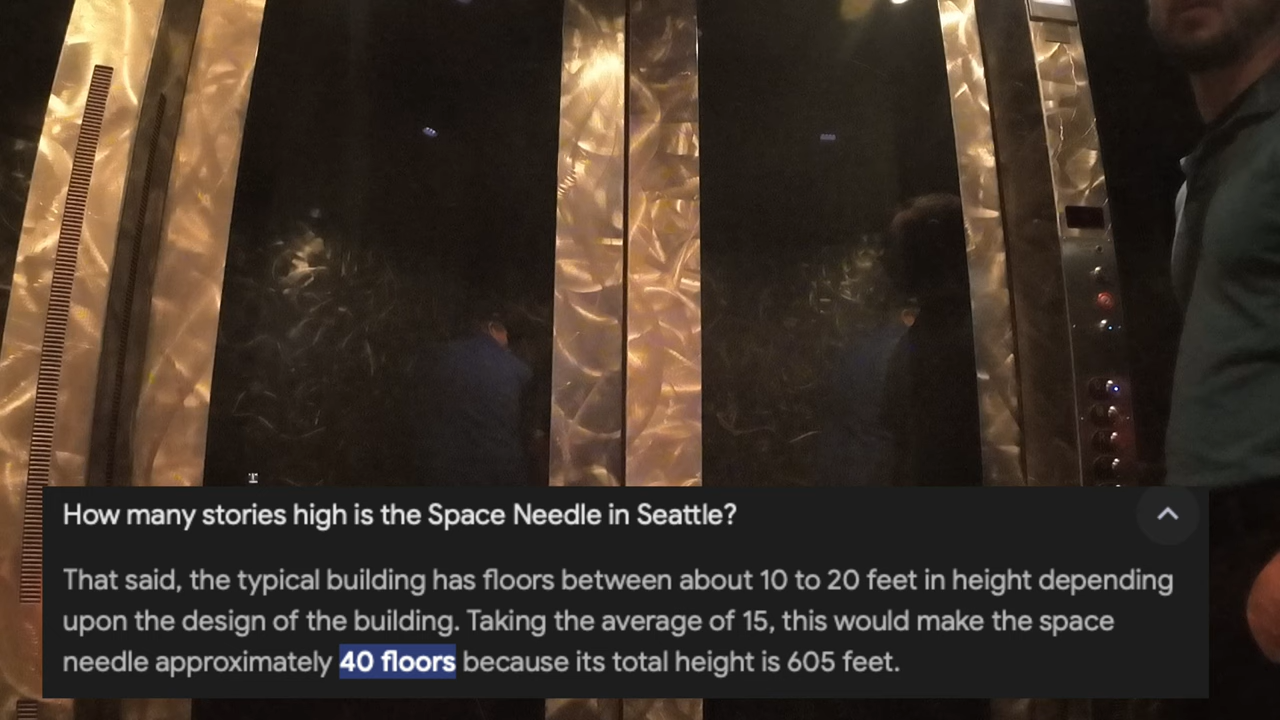 How many stories high is the Space Needle in Seattle?
That said, the typical building has floors between about 10 to 20 feet in height depending
upon the design of the building. Taking the average of 15, this would make the space
needle approximately 40 floors because its total height is 605 feet.